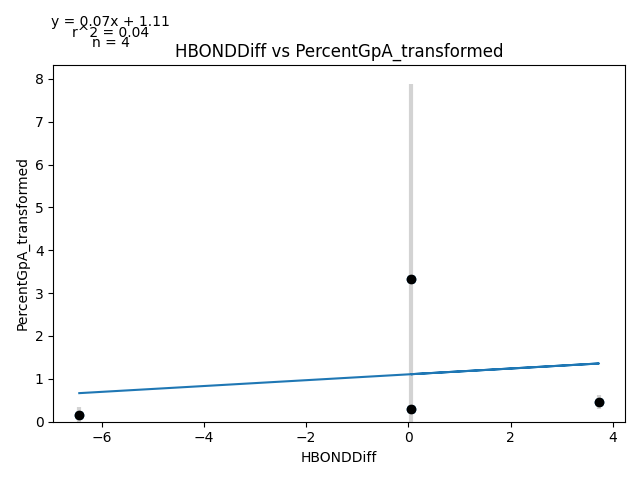 y = 0.07x + 1.11
r^2 = 0.04
n = 4
HBONDDiff vs PercentGpA_transformed
8
7
6
5
4
3
2
1
0
PercentGpA_transformed
−6
−4
−2
0
2
4
HBONDDiff